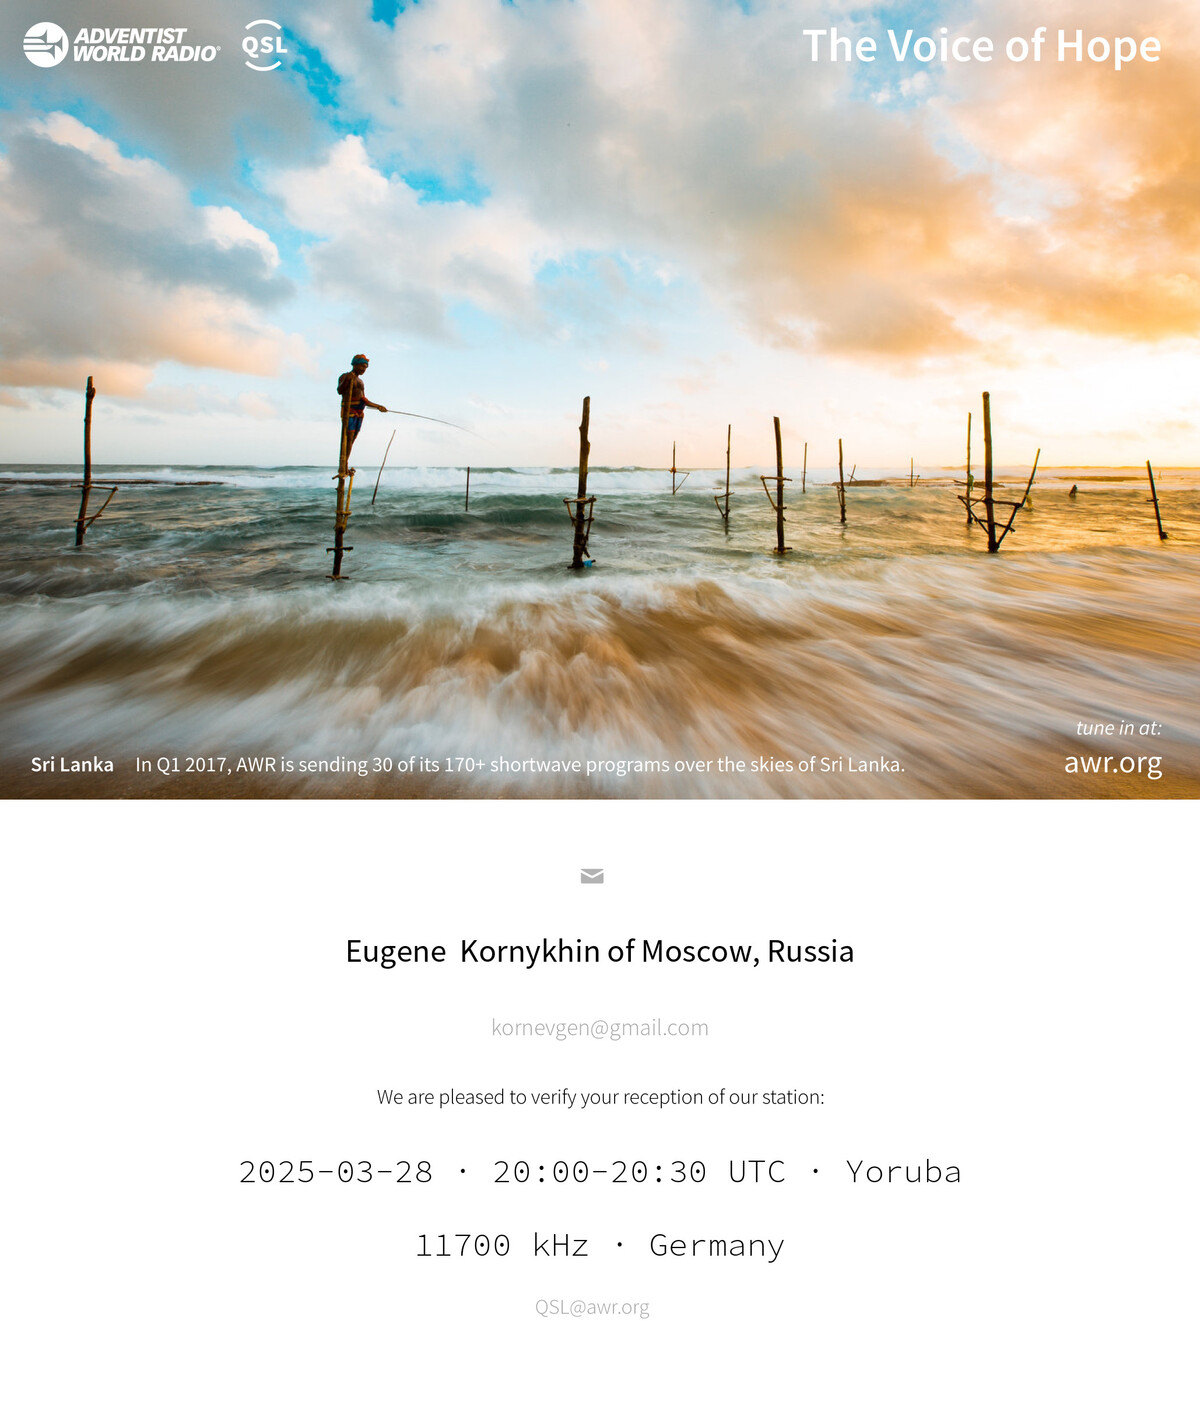 ADVENTIST
WORLD RADIO®
QSL
The Voice of Hope
tune in at:
Sri Lanka In Q1 2017, AWR is sending 30 of its 170+ shortwave programs over the skies of Sri Lanka.
awr.org
Eugene  Kornykhin of Moscow, Russia
kornevgen@gmail.com
We are pleased to verify your reception of our station:
2025-03-28 · 20:00-20:30 UTC · Yoruba
11700 kHz · Germany
QSL@awr.org